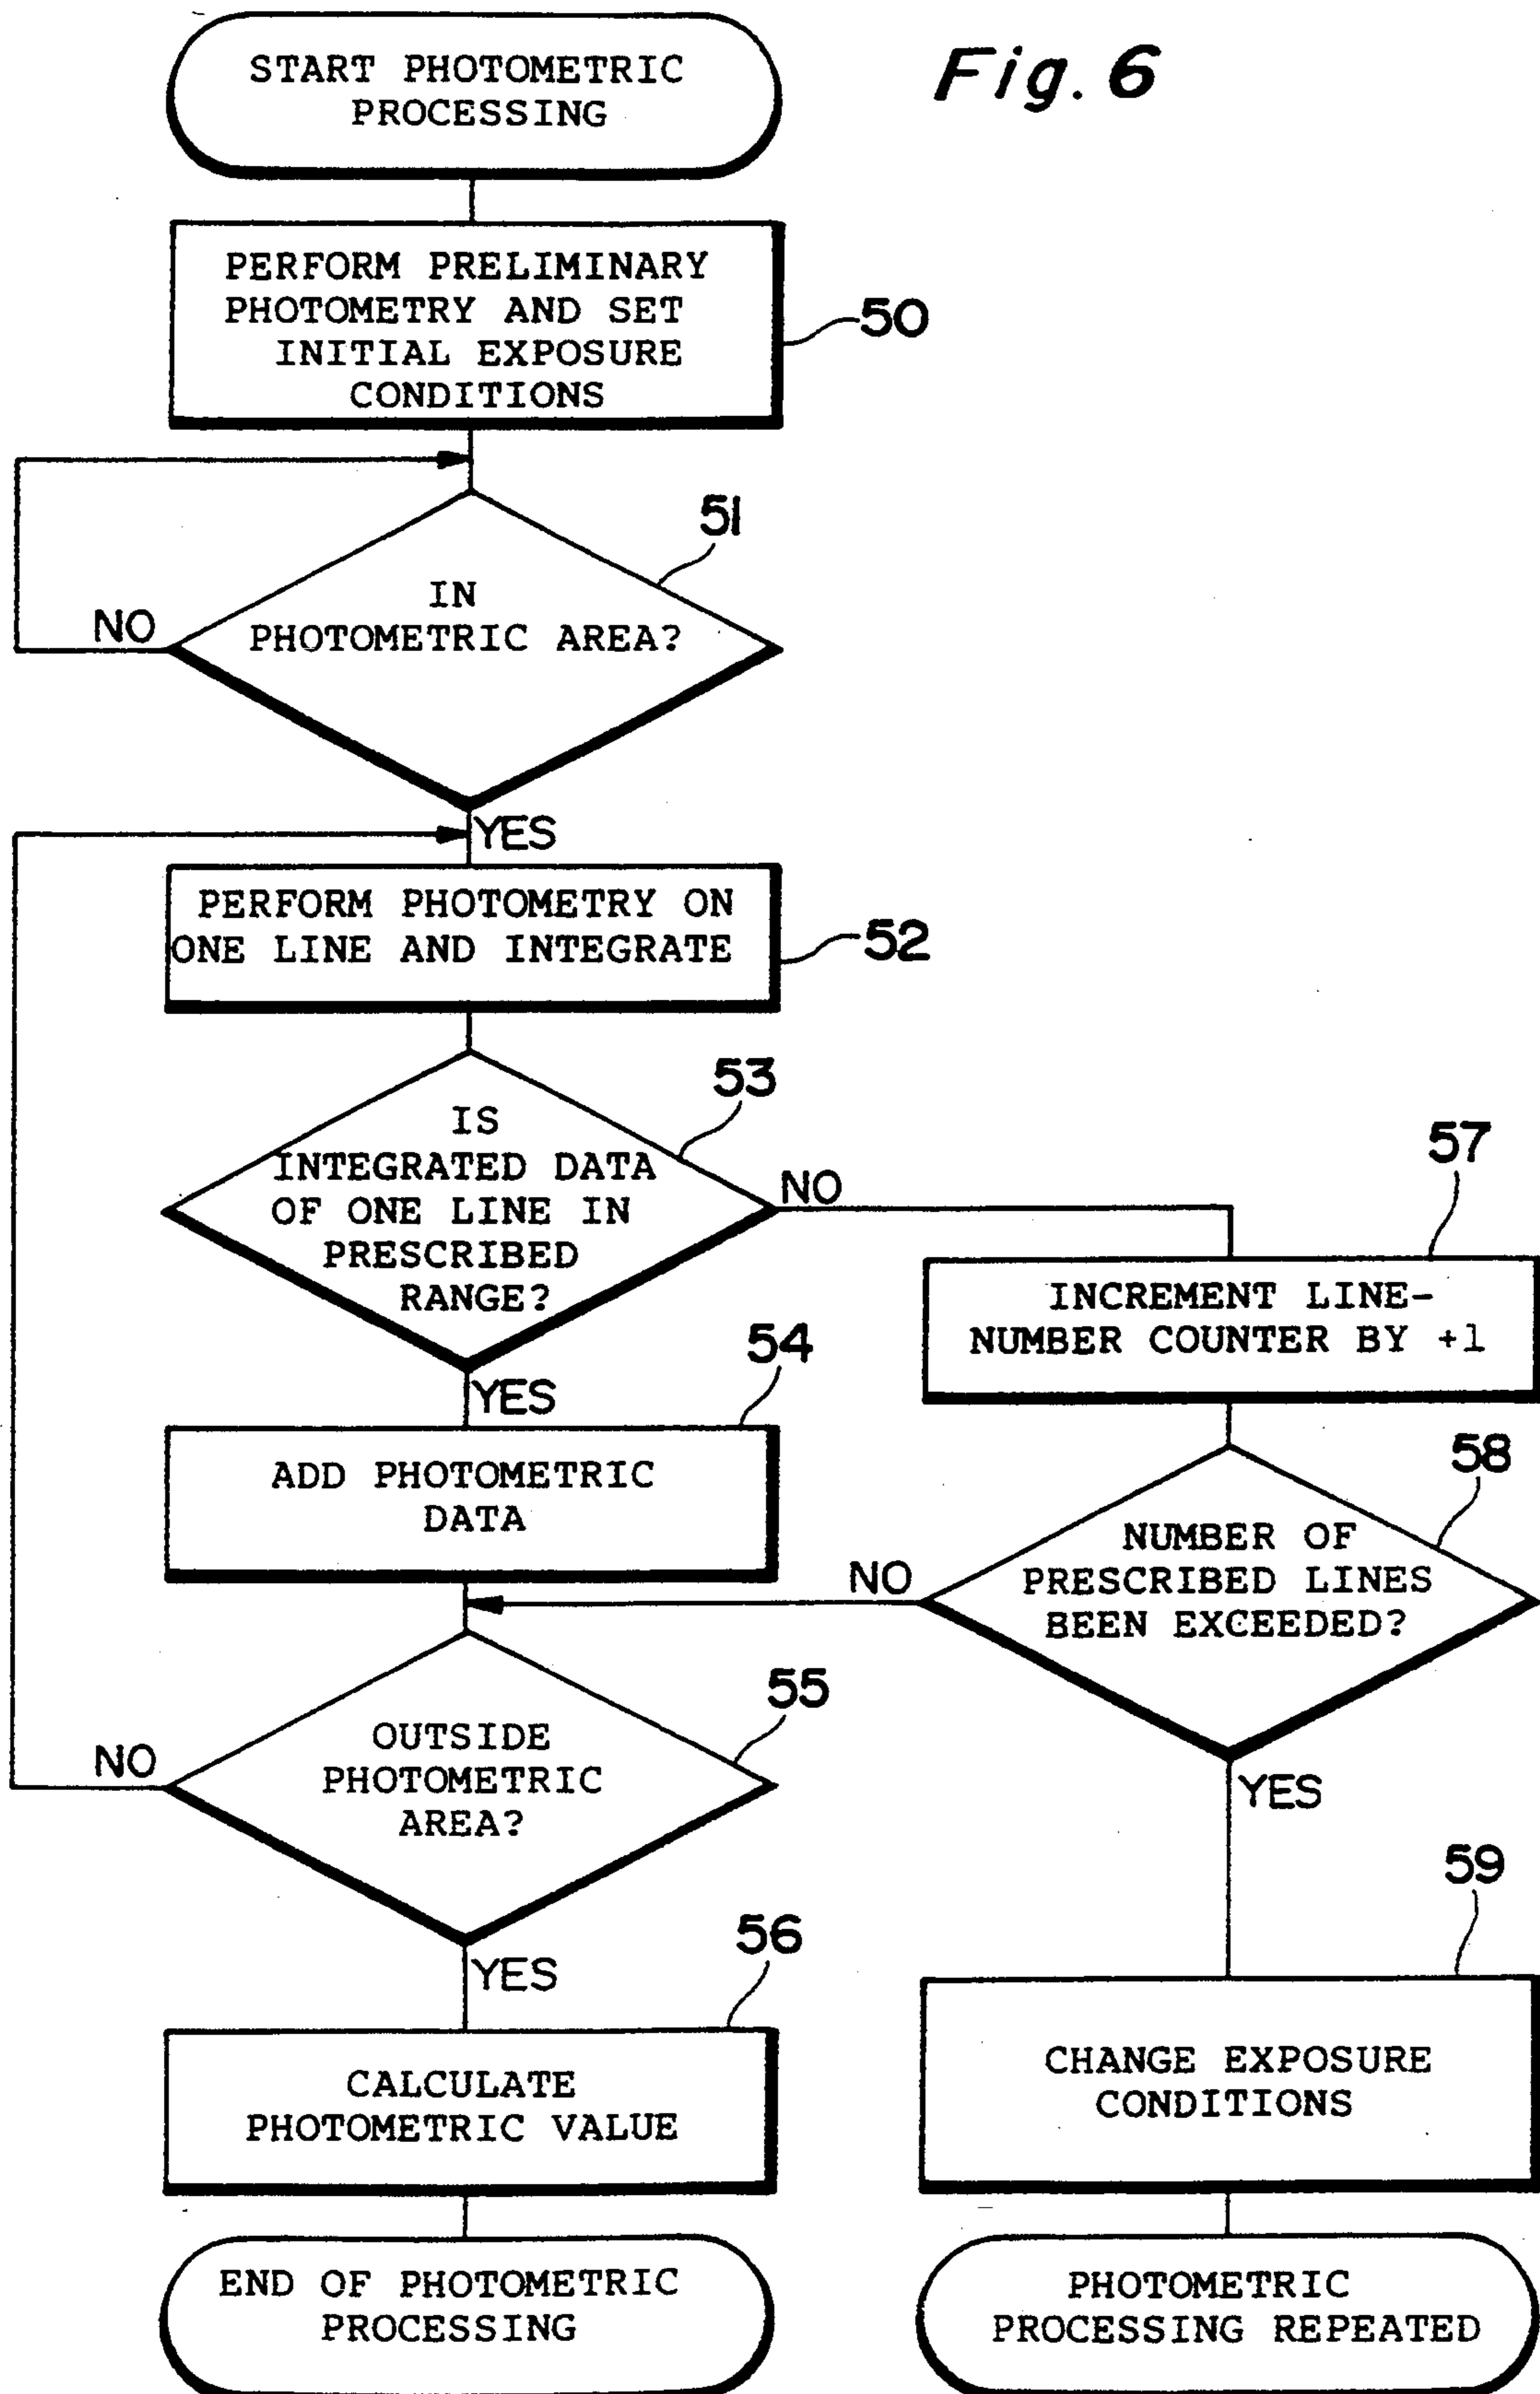 Fig. 6
START PHOTOMETRIC
PROCESSING
PERFORM PRELIMINARY
PHOTOMETRY AND SET
INITIAL EXPOSURE
CONDITIONS
50
51
IN
PHOTOMETRIC AREA?
NO
YES
PERFORM PHOTOMETRY ON
ONE LINE AND INTEGRATE
52
53
IS
INTEGRATED DATA
OF ONE LINE IN
PRESCRIBED
RANGE?
NO
YES
57
INCREMENT LINE-
NUMBER COUNTER BY +1
54
ADD PHOTOMETRIC
DATA
58
NUMBER OF
PRESCRIBED LINES
BEEN EXCEEDED?
NO
YES
55
OUTSIDE
PHOTOMETRIC
AREA?
NO
YES
56
CALCULATE
PHOTOMETRIC VALUE
59
CHANGE EXPOSURE
CONDITIONS
END OF PHOTOMETRIC
PROCESSING
PHOTOMETRIC
PROCESSING REPEATED